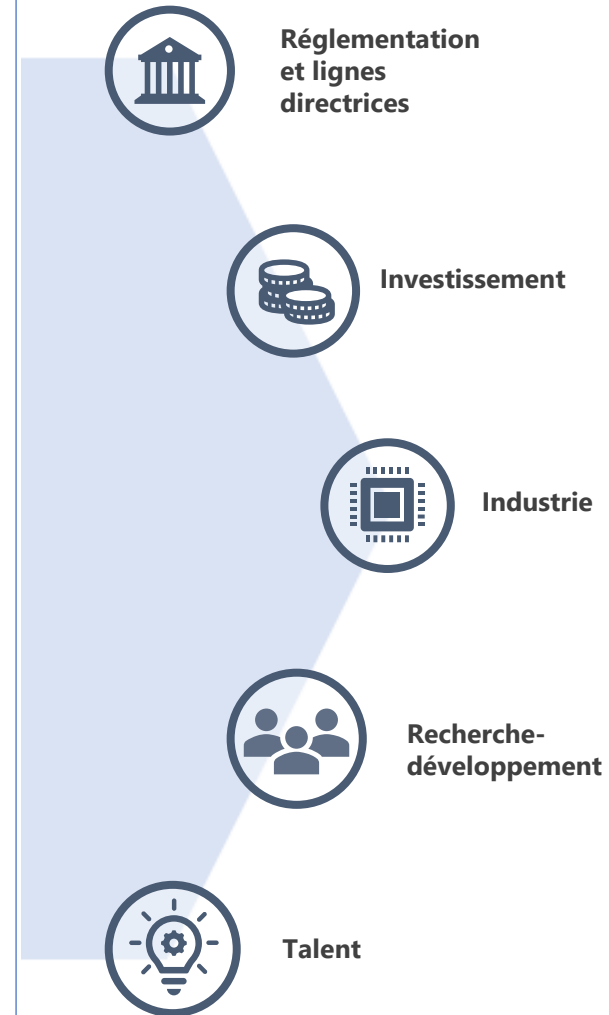 Réglementation
et lignes
directrices
Investissement
Industrie
Recherche-
développement
Talent